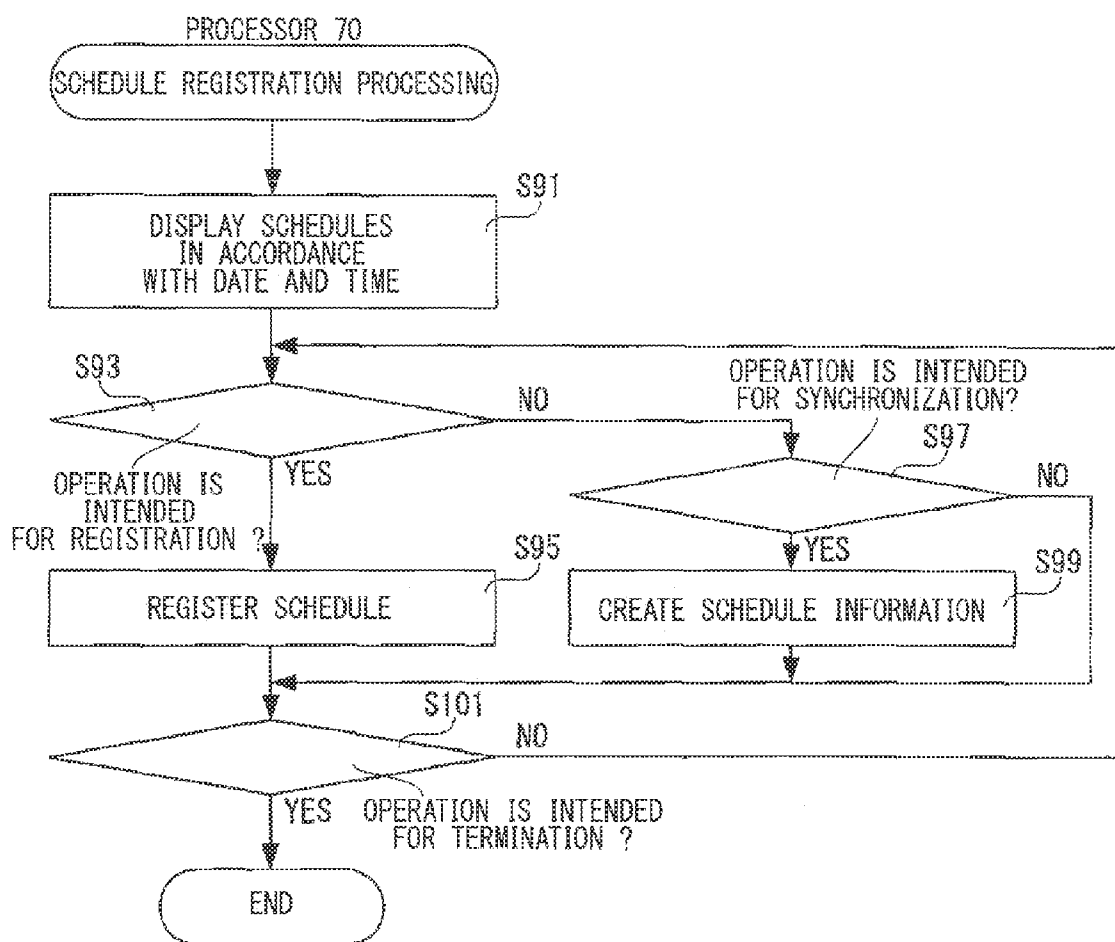 PROCESSOR 70
SCHEDULE REGISTRATION PROCESSING
S91
DISPLAY SCHEDULES
IN ACCORDANCE
WITH DATE AND TIME
S93
NO
OPERATION IS INTENDED
FOR SYNCHRONIZATION?
S97
YES
NO
OPERATION IS
INTENDED
FOR REGISTRATION ?
S95
YES
S99
REGISTER SCHEDULE
CREATE SCHEDULE INFORMATION
S101
NO
YES
OPERATION IS INTENDED
FOR TERMINATION ?
END